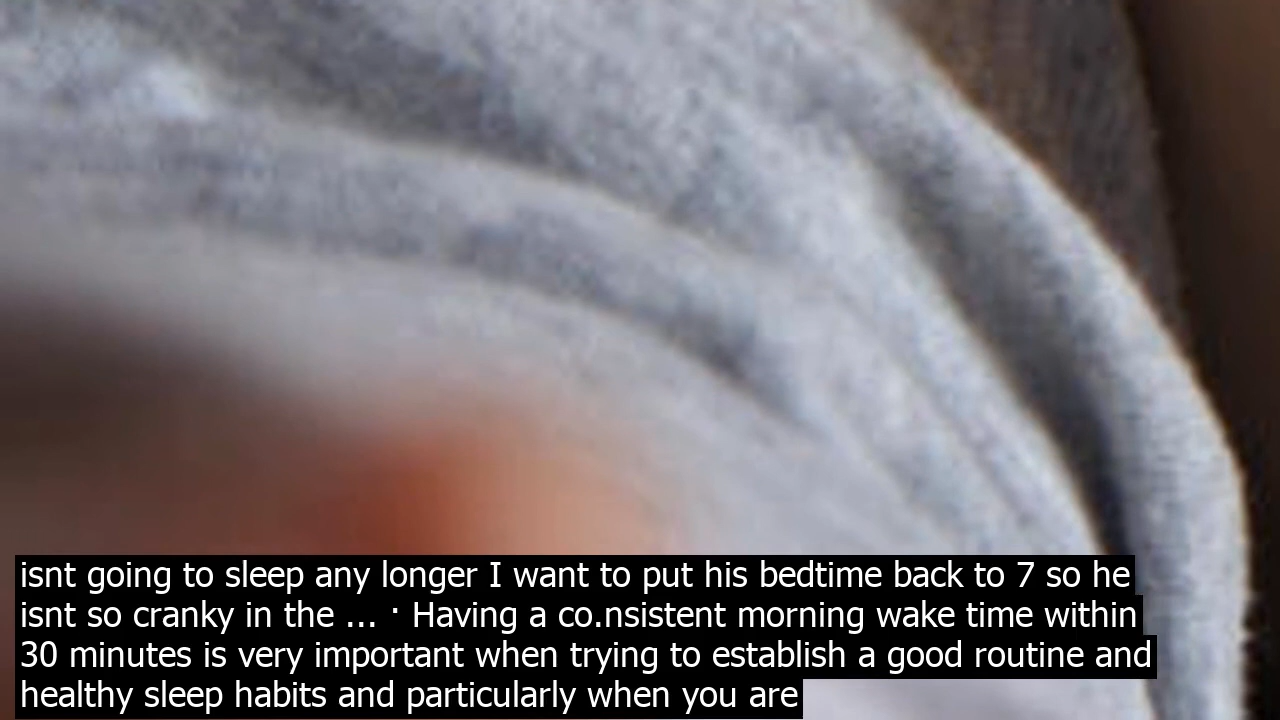 isnt going to sleep any longer I want to put his bedtime back to 7 so he
isnt so cranky in the ... · Having a co.nsistent morning wake time within
30 minutes is very important when trying to establish a good routine and
healthy sleep habits and particularly when you are